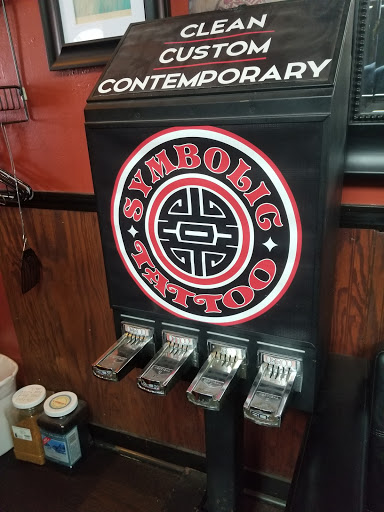 CLEAN
CUSTOM
CONTEMPORARY
SYMBOLIC
TATTOO